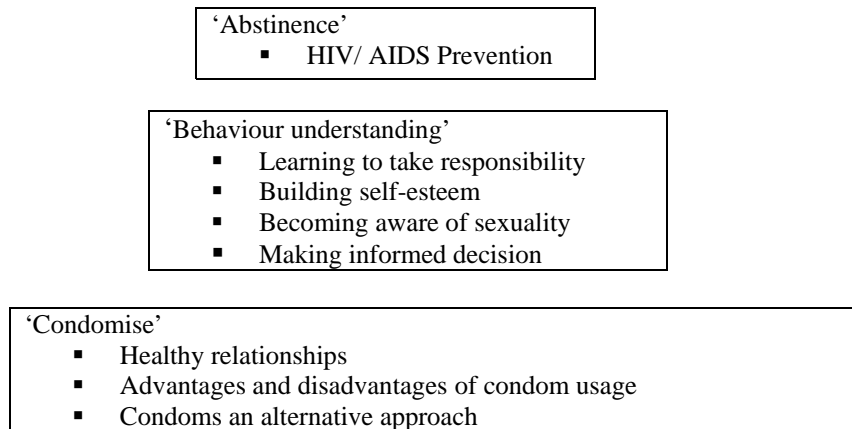 ‘Abstinence’
▪ HIV/ AIDS Prevention
‘Behaviour understanding’
▪ Learning to take responsibility
▪ Building self-esteem
▪ Becoming aware of sexuality
▪ Making informed decision
‘Condomise’
▪ Healthy relationships
▪ Advantages and disadvantages of condom usage
▪ Condoms an alternative approach